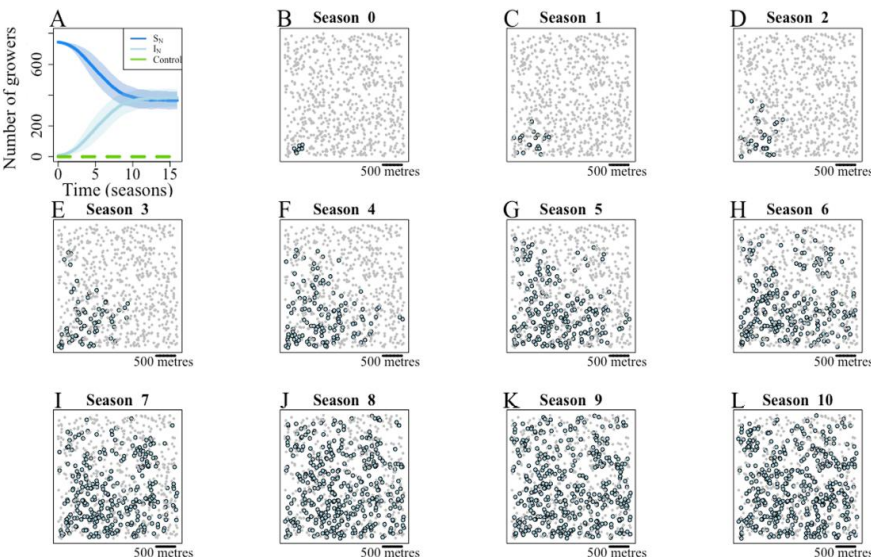 A
Number of growers
600
200
0
S_N
I_N
Control
0 5 10 15
Time (seasons)
B Season 0
500 metres
C Season 1
500 metres
D Season 2
500 metres
E Season 3
500 metres
F Season 4
500 metres
G Season 5
500 metres
H Season 6
500 metres
I Season 7
500 metres
J Season 8
500 metres
K Season 9
500 metres
L Season 10
500 metres